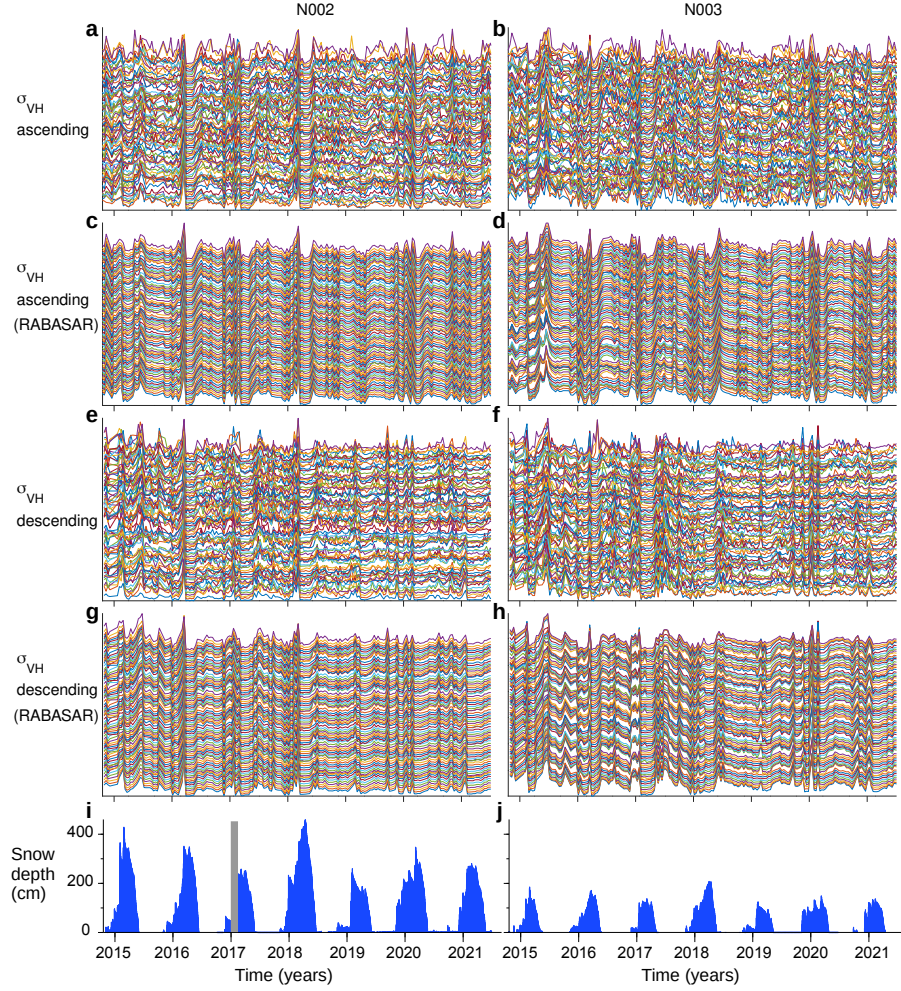 N002 N003
a b
σVH
ascending
c d
σVH
ascending
(RABASAR)
e f
σVH
descending
g h
σVH
descending
(RABASAR)
i j
Snow
depth
(cm)
400
200
0
2015 2016 2017 2018 2019 2020 2021 2015 2016 2017 2018 2019 2020 2021
Time (years) Time (years)